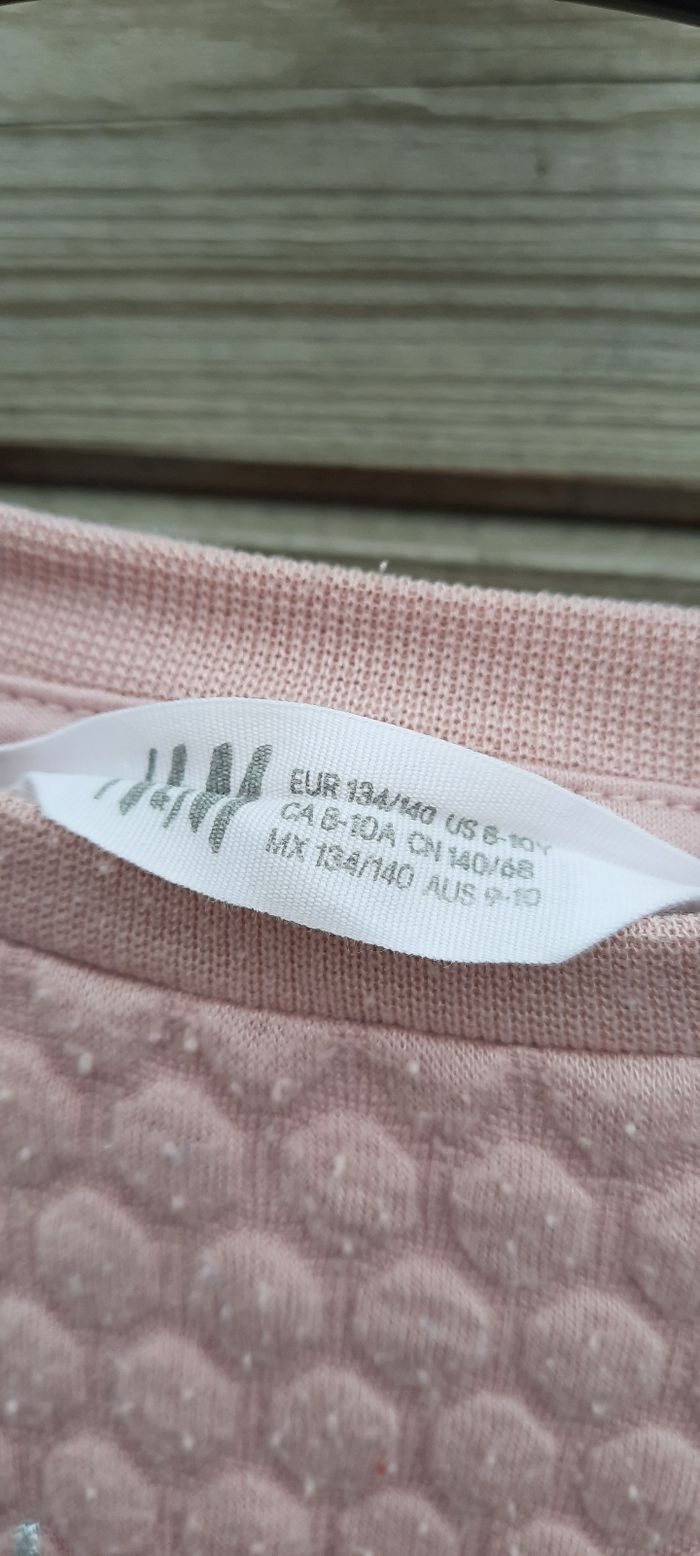 H&M
EUR 134/140 US 8-10Y
CA 8-10A CN 140/68
MX 134/140 AUS 9-10